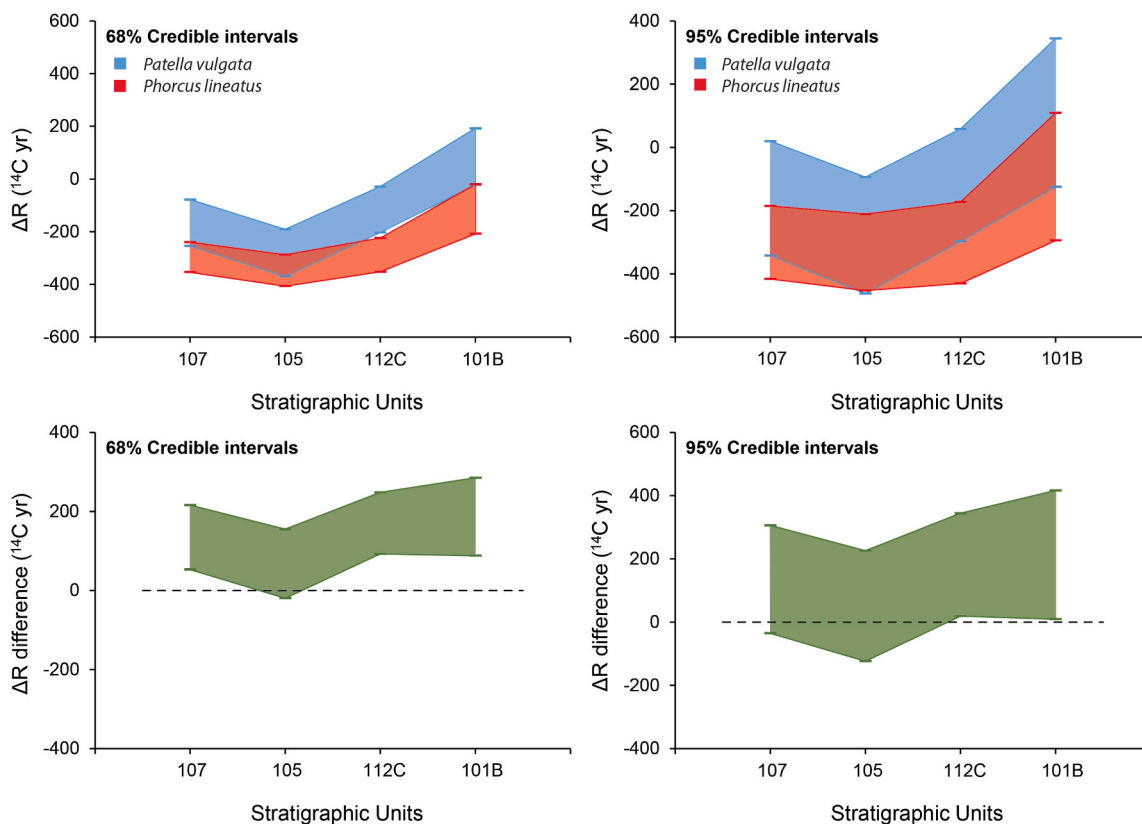 68% Credible intervals
Patella vulgata
Phorcus lineatus
ΔR (¹⁴C yr)
600
400
200
0
-200
-400
-600
107 105 112C 101B
Stratigraphic Units
95% Credible intervals
Patella vulgata
Phorcus lineatus
ΔR (¹⁴C yr)
400
200
0
-200
-400
-600
107 105 112C 101B
Stratigraphic Units
68% Credible intervals
ΔR difference (¹⁴C yr)
400
200
0
-200
-400
107 105 112C 101B
Stratigraphic Units
95% Credible intervals
ΔR difference (¹⁴C yr)
600
400
200
0
-200
-400
107 105 112C 101B
Stratigraphic Units